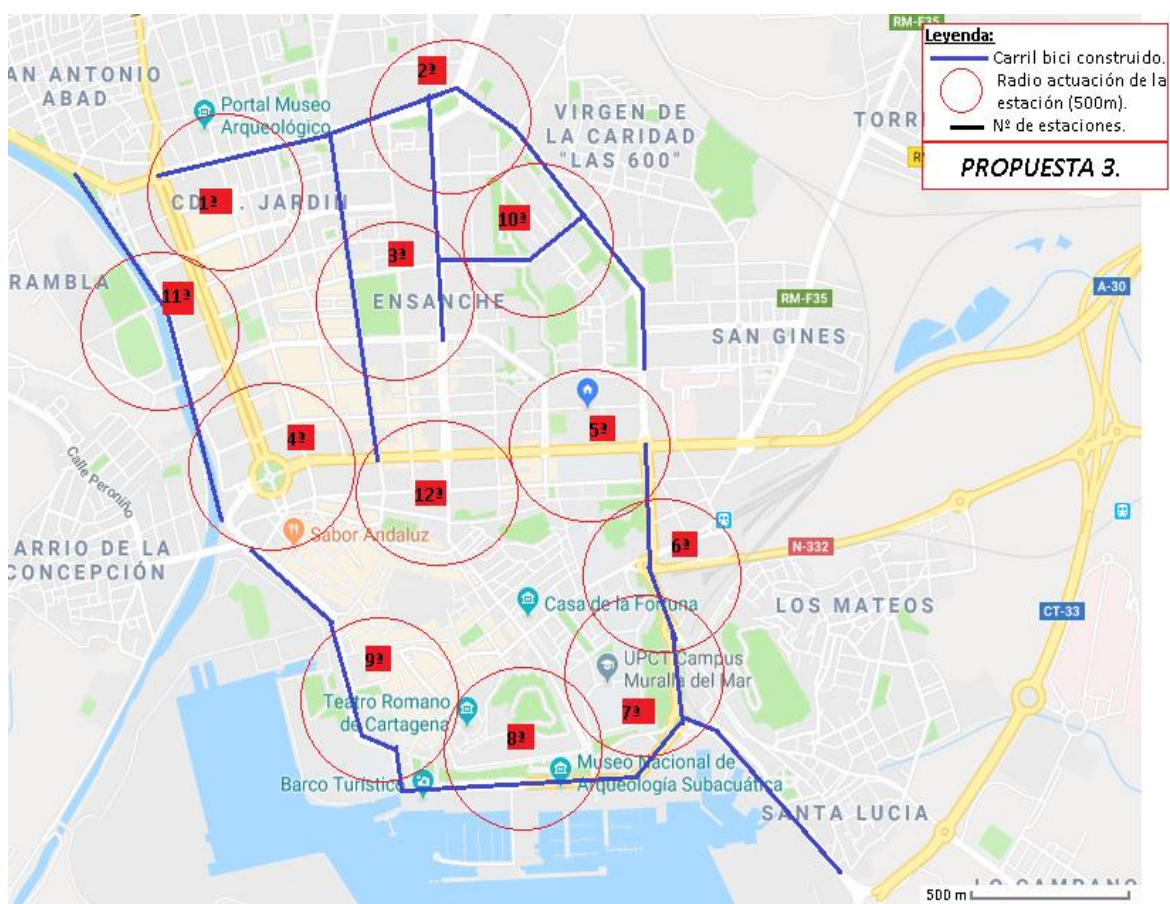 RM-F35
Leyenda:
Carril bici construido.
Radio actuación de la
estación (500m).
Nº de estaciones.
PROPUESTA 3.
2ª
AN ANTONIO
ABAD
Portal Museo
Arqueológico
VIRGEN DE
LA CARIDAD
"LAS 600"
TORR
1ª
CD
JARDIN
10ª
3ª
ENSANCHE
RAMBLA
11ª
RM-F35
A-30
SAN GINES
4ª
5ª
Calle Peroniño
12ª
Sabor Andaluz
ARRIO DE LA
CONCEPCIÓN
6ª
N-332
Casa de la Fortuna
LOS MATEOS
CT-33
9ª
UPCT Campus
Muralla del Mar
7ª
Teatro Romano
de Cartagena
8ª
Museo Nacional de
Arqueología Subacuática
Barco Turístico
SANTA LUCIA
500 m
LO CAMPANO